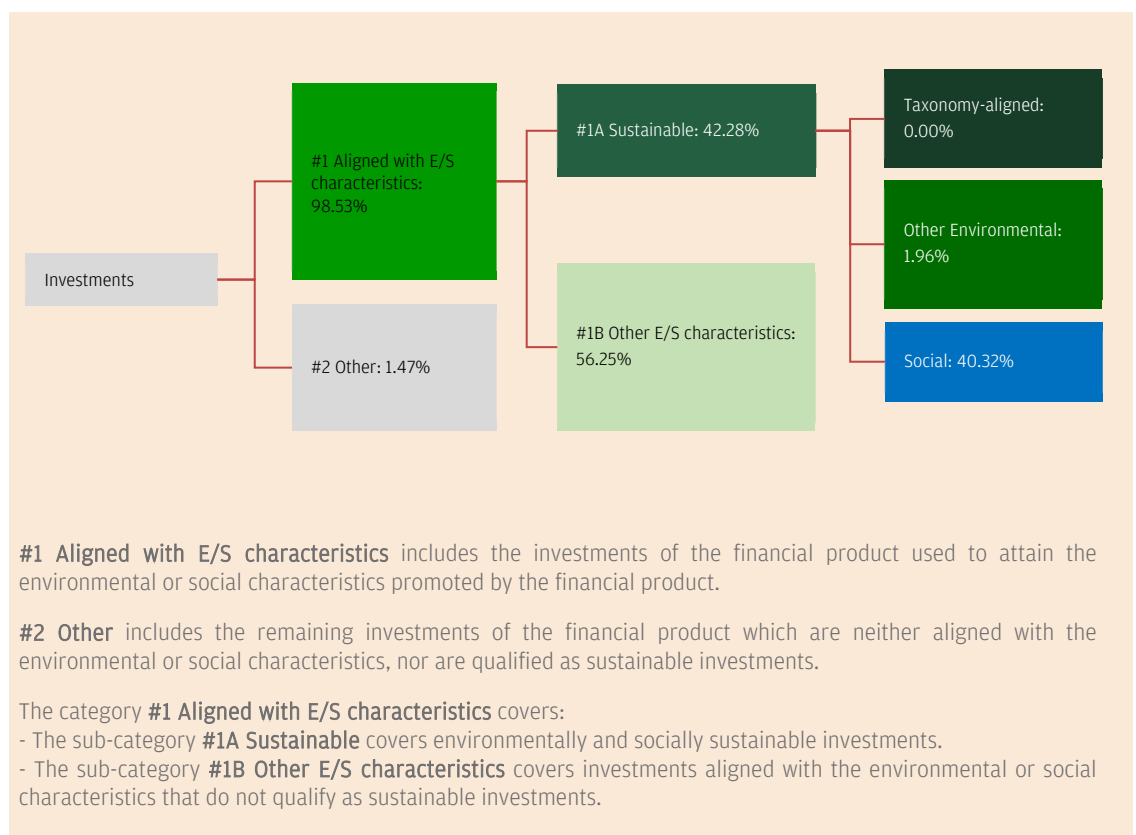 Investments
#1 Aligned with E/S
characteristics:
98.53%
#2 Other: 1.47%
#1A Sustainable: 42.28%
#1B Other E/S characteristics:
56.25%
Taxonomy-aligned:
0.00%
Other Environmental:
1.96%
Social: 40.32%
#1 Aligned with E/S characteristics includes the investments of the financial product used to attain the
environmental or social characteristics promoted by the financial product.
#2 Other includes the remaining investments of the financial product which are neither aligned with the
environmental or social characteristics, nor are qualified as sustainable investments.
The category #1 Aligned with E/S characteristics covers:
- The sub-category #1A Sustainable covers environmentally and socially sustainable investments.
- The sub-category #1B Other E/S characteristics covers investments aligned with the environmental or social
characteristics that do not qualify as sustainable investments.